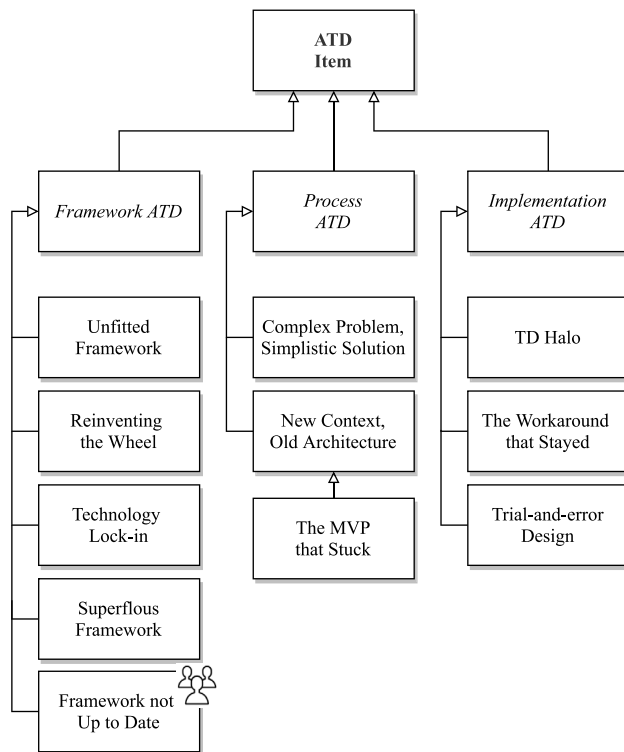 ATD
Item
Framework ATD
Process
ATD
Implementation
ATD
Unfitted
Framework
Complex Problem,
Simplistic Solution
TD Halo
Reinventing
the Wheel
New Context,
Old Architecture
The Workaround
that Stayed
Technology
Lock-in
The MVP
that Stuck
Trial-and-error
Design
Superflous
Framework
Framework not
Up to Date